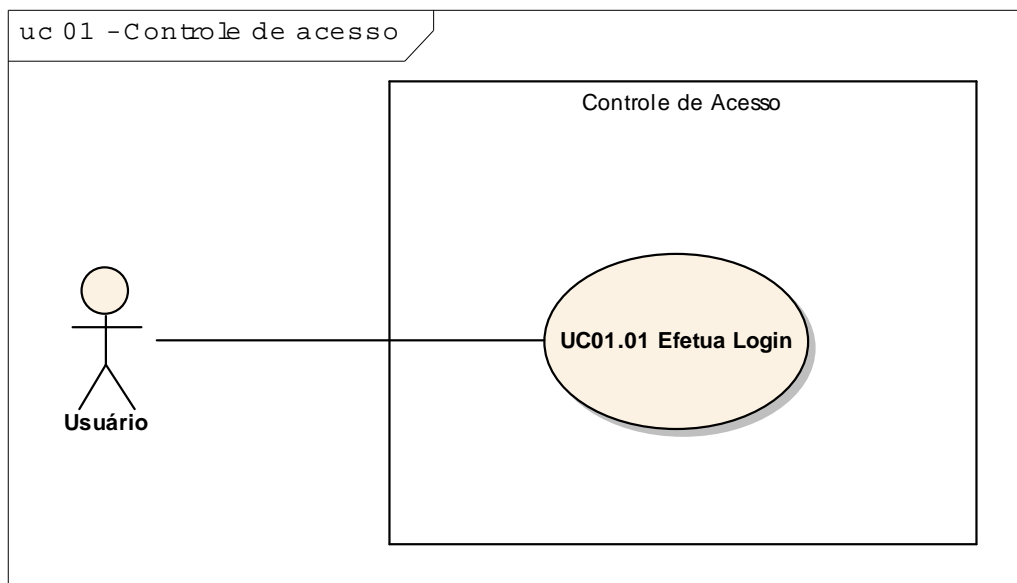 uc 01 -Controle de acesso
Controle de Acesso
UC01.01 Efetua Login
Usuário